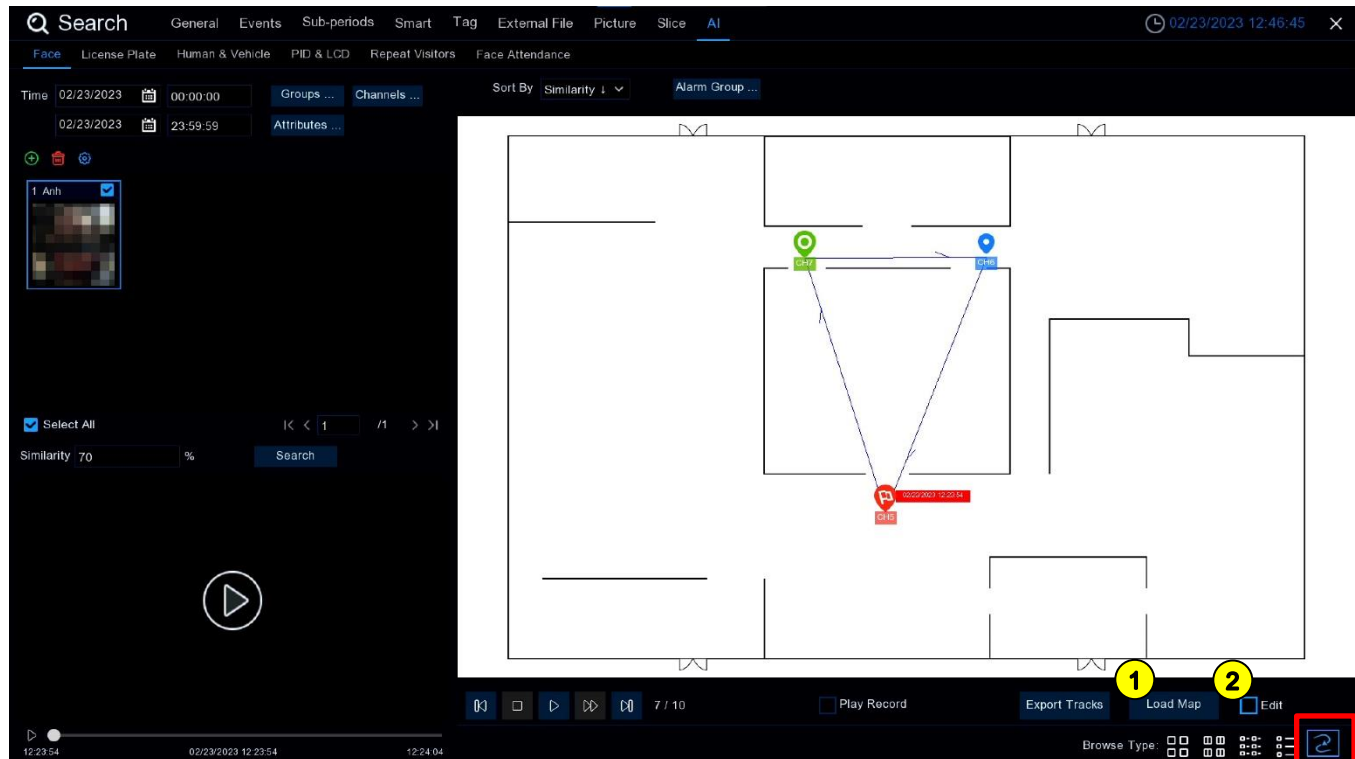 Search General Events Sub-periods Smart Tag External File Picture Slice AI 02/23/2023 12:46:45
Face License Plate Human & Vehicle PID & LCD Repeat Visitors Face Attendance
Time 02/23/2023 00:00:00 Groups ... Channels ... Sort By Similarity ↓ Alarm Group ...
02/23/2023 23:59:59 Attributes ...
1 Anh
CH7 CH6
Select All 1 /1
Similarity 70 % Search
02/23/2023 12:23:54
CH5
1 2
7 / 10 Play Record Export Tracks Load Map Edit
12:23:54 02/23/2023 12:23:54 12:24:04
Browse Type: